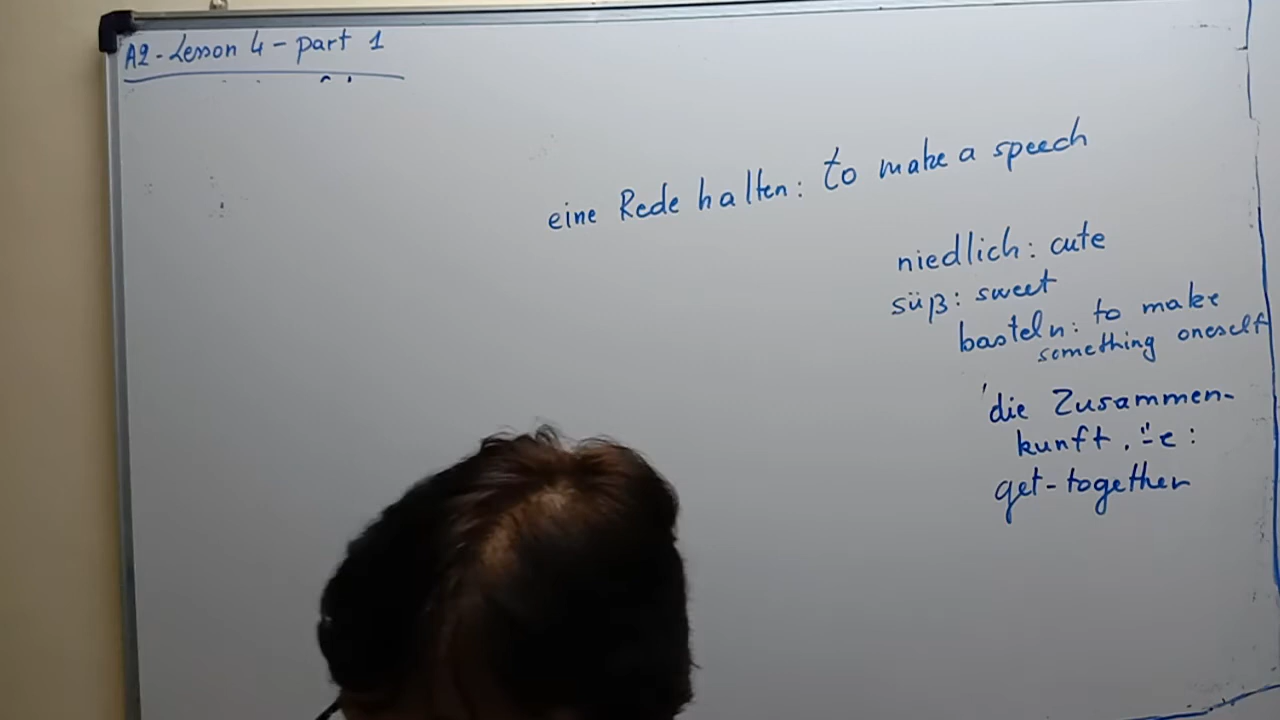 A2-Lesson 4-part 1
eine Rede halten: to make a speech
niedlich: cute
süß: sweet
basteln: to make
something oneself
die Zusammen-
kunft, ⸚e:
get-together